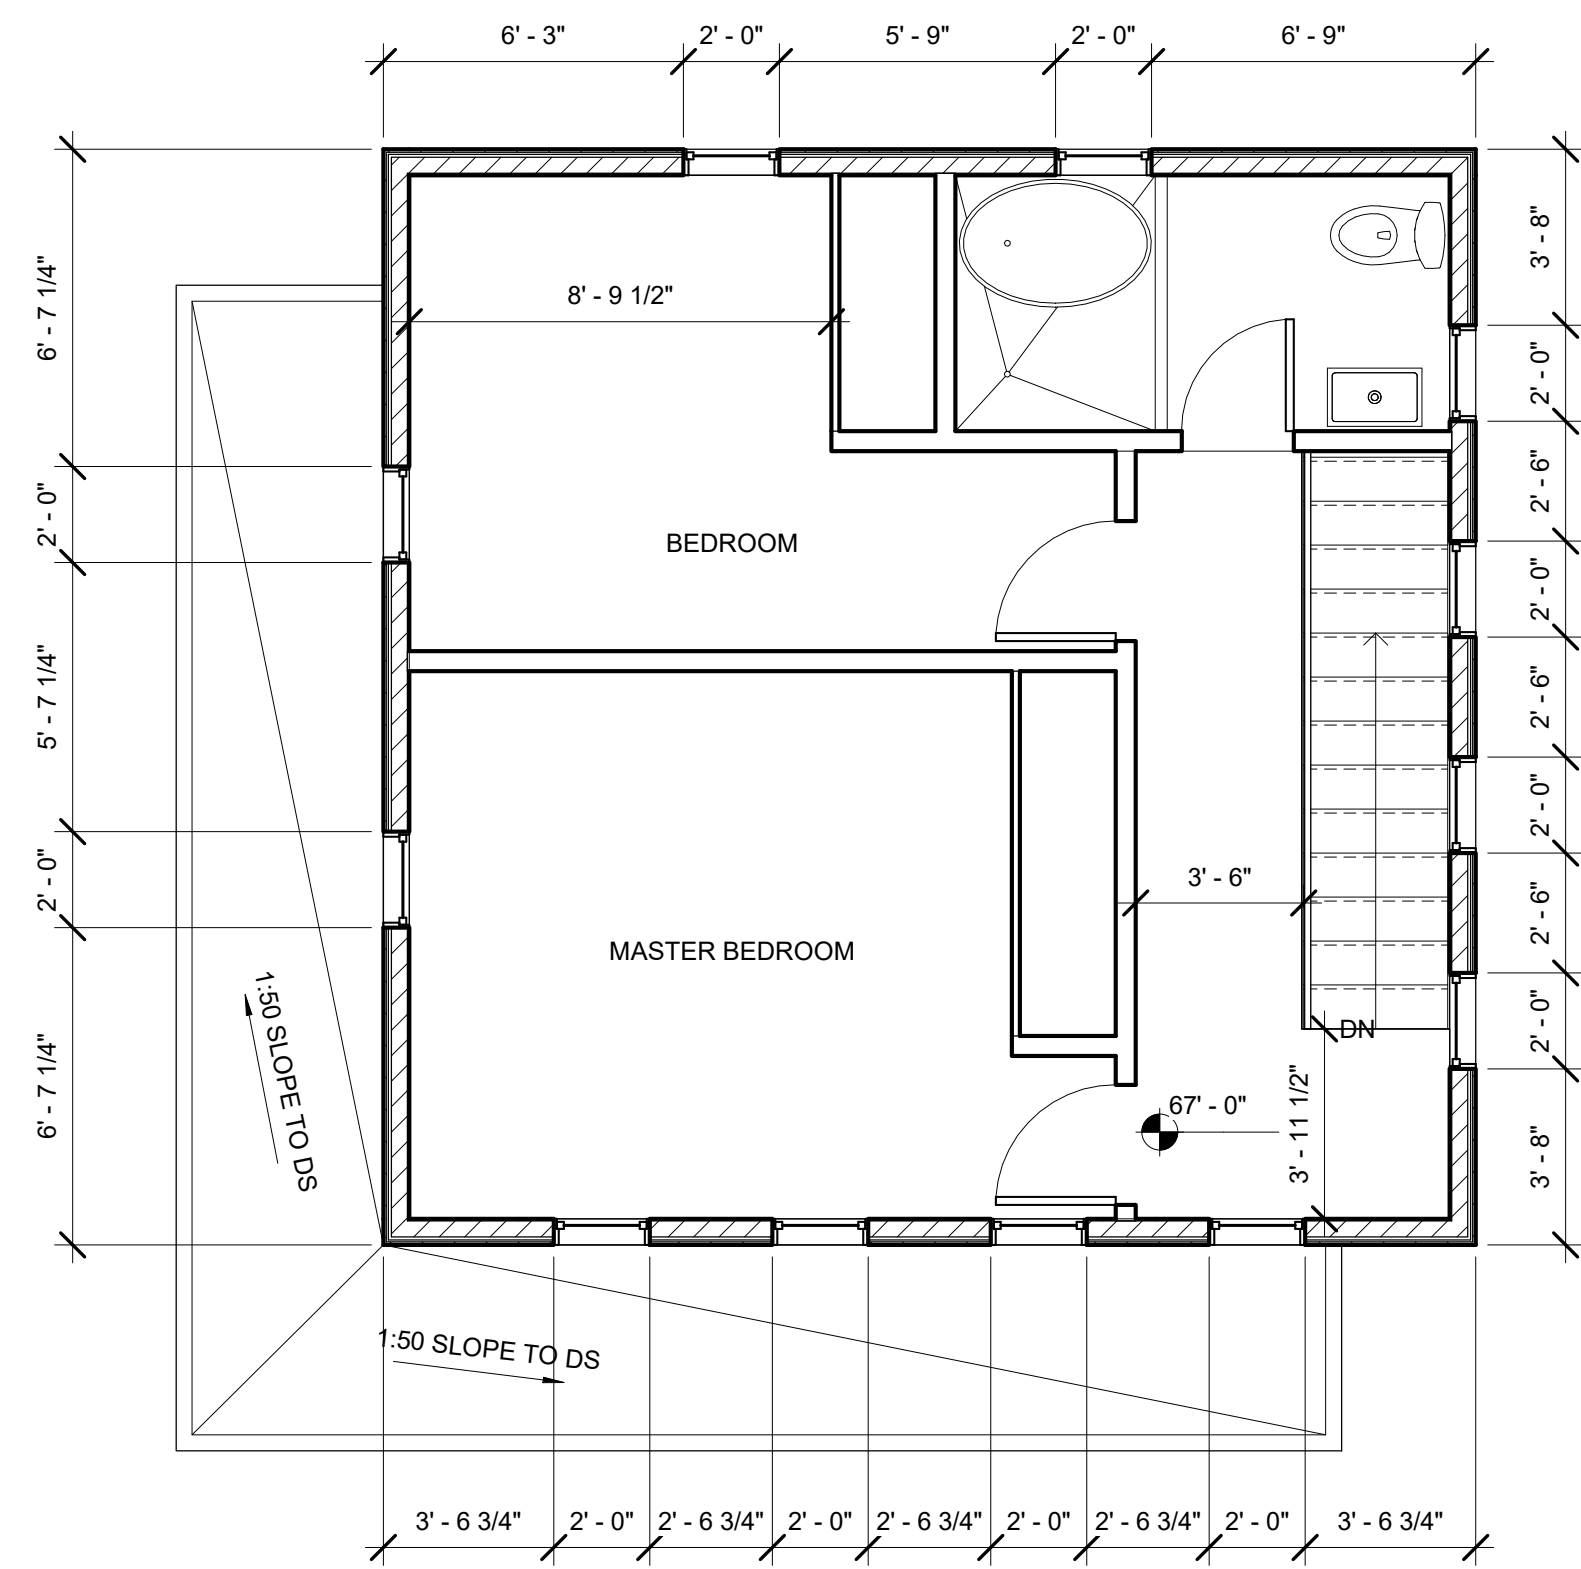 6' - 3" 2' - 0" 5' - 9" 2' - 0" 6' - 9"
6' - 7 1/4"
2' - 0"
5' - 7 1/4"
2' - 0"
6' - 7 1/4"
8' - 9 1/2"
BEDROOM
MASTER BEDROOM
3' - 6"
DN
67' - 0"
3' - 11 1/2"
1:50 SLOPE TO DS
1:50 SLOPE TO DS
3' - 8"
2' - 0"
2' - 6"
2' - 0"
2' - 6"
2' - 0"
2' - 6"
2' - 0"
3' - 8"
3' - 6 3/4" 2' - 0" 2' - 6 3/4" 2' - 0" 2' - 6 3/4" 2' - 0" 2' - 6 3/4" 2' - 0" 3' - 6 3/4"